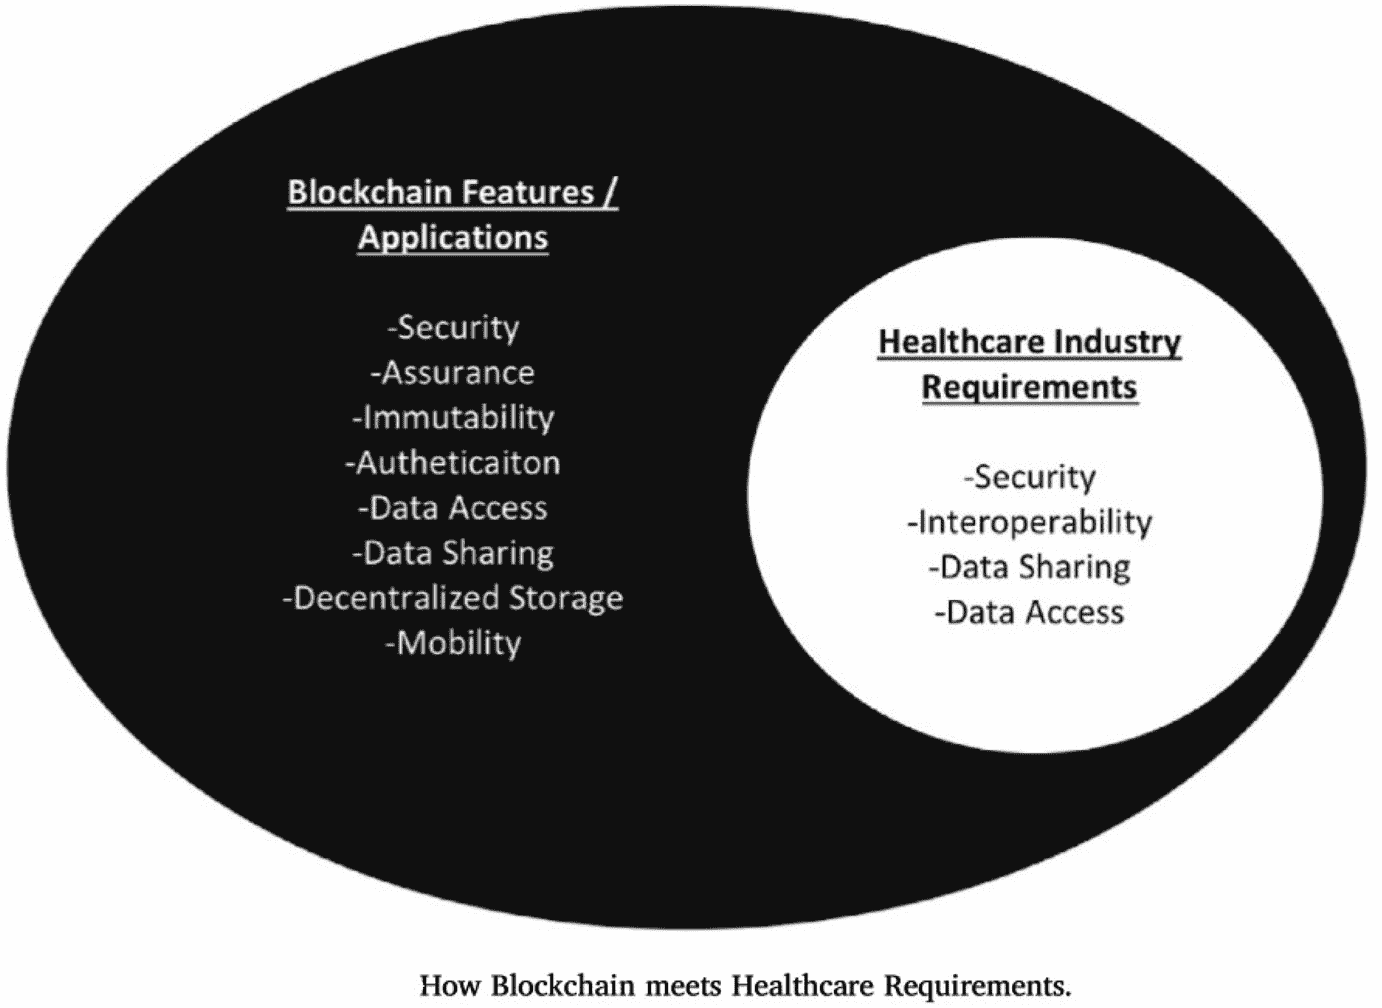 Blockchain Features /
Applications
-Security
-Assurance
-Immutability
-Autheticaiton
-Data Access
-Data Sharing
-Decentralized Storage
-Mobility
Healthcare Industry
Requirements
-Security
-Interoperability
-Data Sharing
-Data Access
How Blockchain meets Healthcare Requirements.